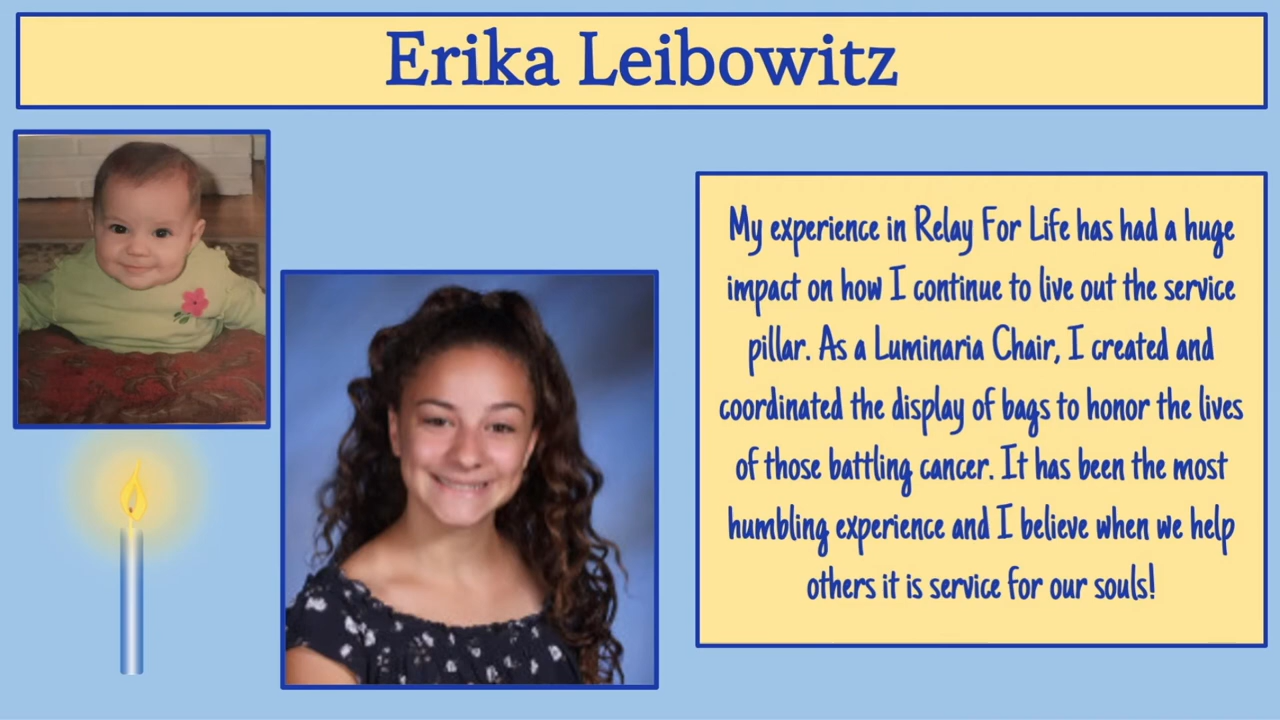 Erika Leibowitz
My experience in Relay For Life has had a huge
impact on how I continue to live out the service
pillar. As a Luminaria Chair, I created and
coordinated the display of bags to honor the lives
of those battling cancer. It has been the most
humbling experience and I believe when we help
others it is service for our souls!